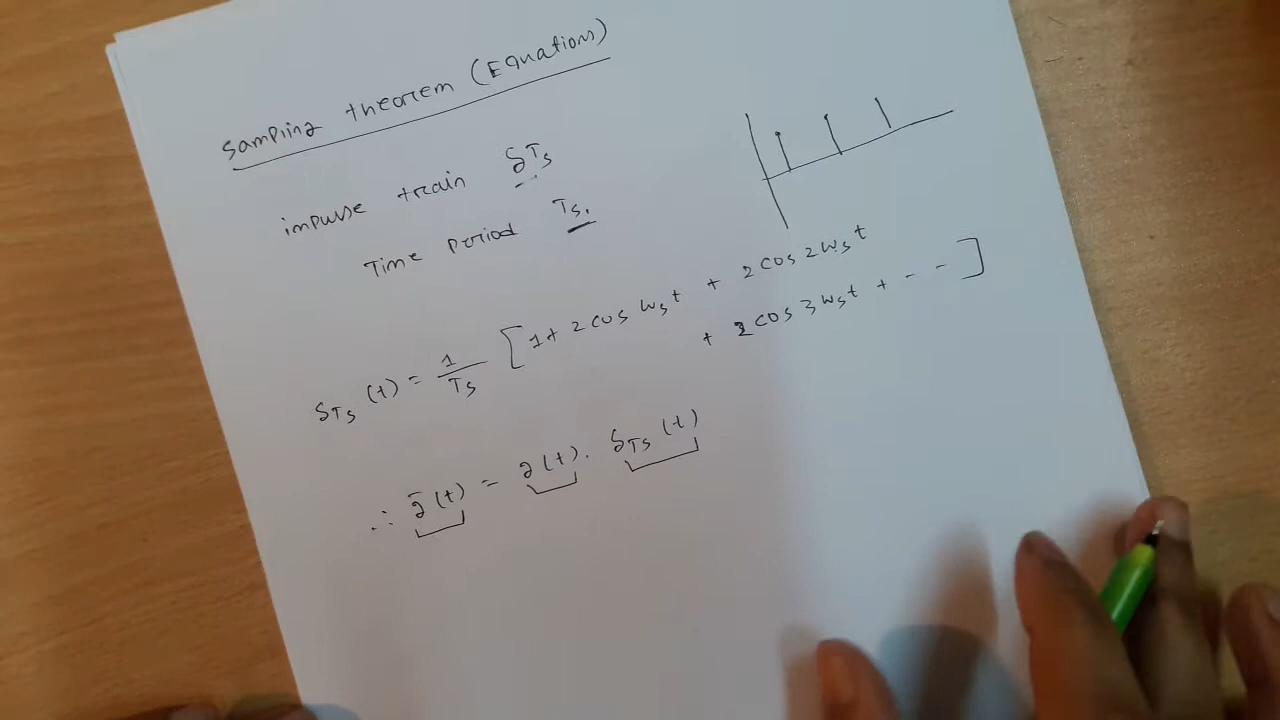 Sampling theorem (Equations)
impulse train δTs
Time period Ts.
δTs (t) = 1/Ts [1 + 2 cos ωst + 2 cos 2ωst
+ 2 cos 3ωst + - - ]
∴ g̅(t) = g(t). δTs (t)